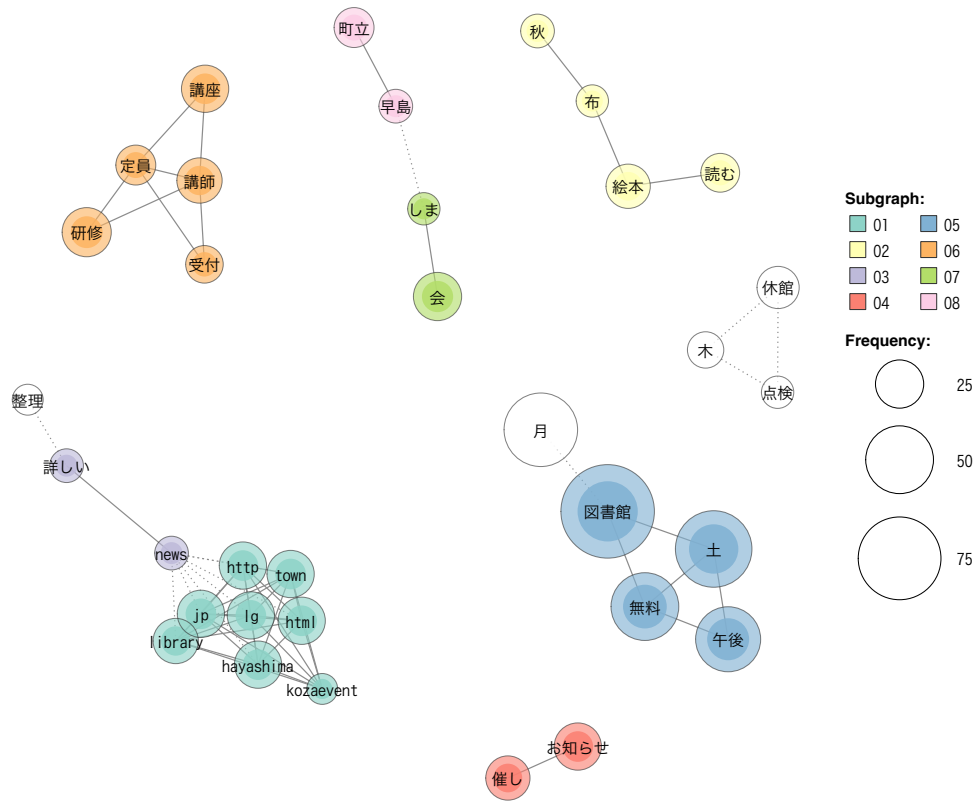 町立
秋
講座
早島
布
定員
講師
絵本
読む
しま
研修
受付
会
休館
木
点検
整理
月
詳しい
図書館
news
http
town
土
jp
lg
html
無料
library
午後
hayashima
kozaevent
お知らせ
催し
Subgraph:
01 05
02 06
03 07
04 08
Frequency:
25
50
75